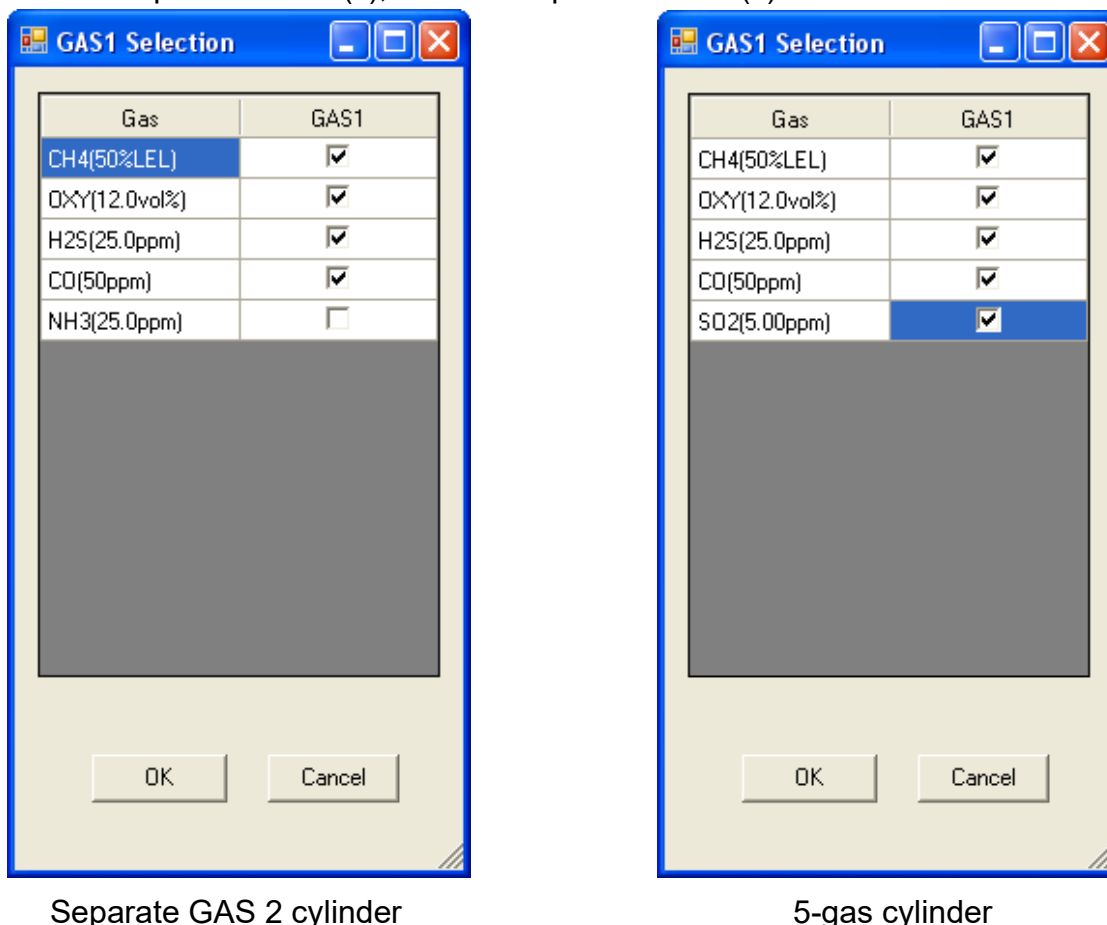 GAS1 Selection
Gas GAS1
CH4(50%LEL)
OXY(12.0vol%)
H2S(25.0ppm)
CO(50ppm)
NH3(25.0ppm)
OK Cancel
Separate GAS 2 cylinder
GAS1 Selection
Gas GAS1
CH4(50%LEL)
OXY(12.0vol%)
H2S(25.0ppm)
CO(50ppm)
SO2(5.00ppm)
OK Cancel
5-gas cylinder